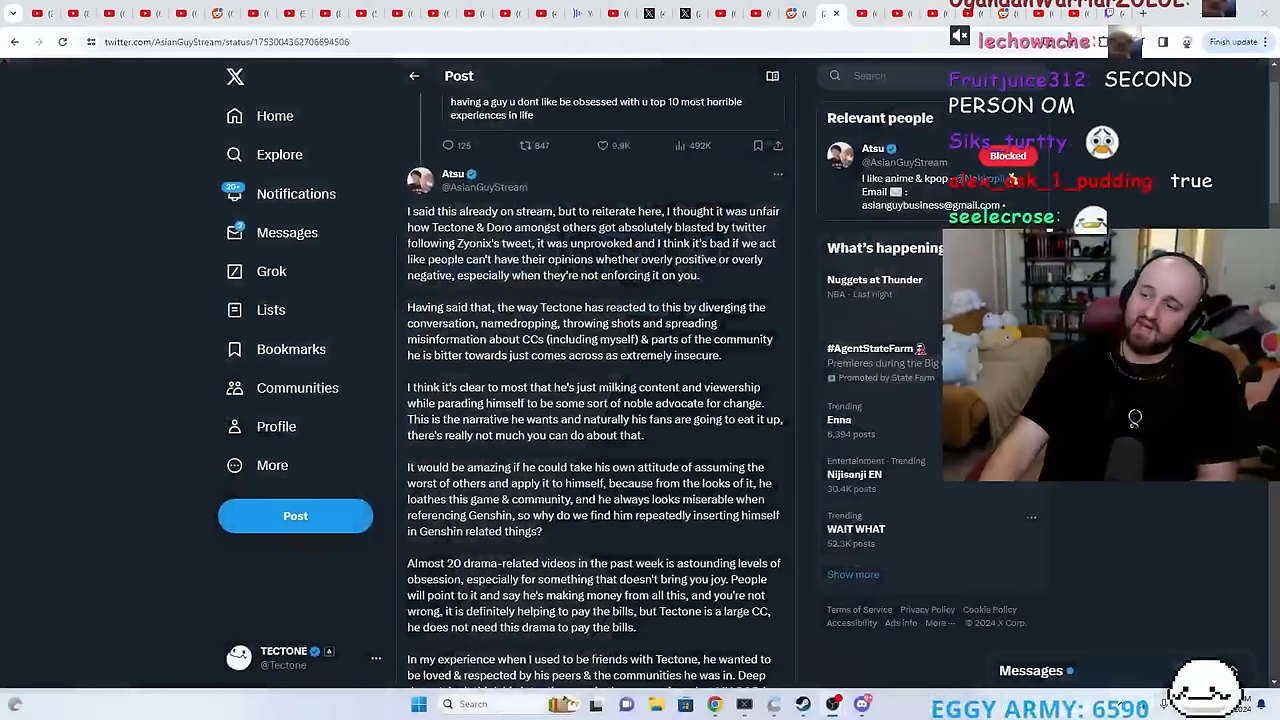 twitter.com/AsianGuyStream/status/
Finish update
lechownche
Fruitjuice312: SECOND
PERSON OM
Siks_turtty
true
seelecrose:
Home
Explore
20+
Notifications
Messages
Grok
Lists
Bookmarks
Communities
Profile
More
Post
TECTONE
@Tectone
Post
having a guy u dont like be obsessed with u top 10 most horrible
experiences in life
125
847
9.9K
492K
Atsu
@AsianGuyStream
I said this already on stream, but to reiterate here, I thought it was unfair
how Tectone & Doro amongst others got absolutely blasted by twitter
following Zyonix's tweet, it was unprovoked and I think it's bad if we act
like people can't have their opinions whether overly positive or overly
negative, especially when they're not enforcing it on you.
Having said that, the way Tectone has reacted to this by diverging the
conversation, namedropping, throwing shots and spreading
misinformation about CCs (including myself) & parts of the community
he is bitter towards just comes across as extremely insecure.
I think it's clear to most that he's just milking content and viewership
while parading himself to be some sort of noble advocate for change.
This is the narrative he wants and naturally his fans are going to eat it up,
there's really not much you can do about that.
It would be amazing if he could take his own attitude of assuming the
worst of others and apply it to himself, because from the looks of it, he
loathes this game & community, and he always looks miserable when
referencing Genshin, so why do we find him repeatedly inserting himself
in Genshin related things?
Almost 20 drama-related videos in the past week is astounding levels of
obsession, especially for something that doesn't bring you joy. People
will point to it and say he's making money from all this, and you're not
wrong, it is definitely helping to pay the bills, but Tectone is a large CC,
he does not need this drama to pay the bills.
In my experience when I used to be friends with Tectone, he wanted to
be loved & respected by his peers & the communities he was in. Deep
Search
Relevant people
Atsu
@AsianGuyStream
Blocked
I like anime & kpop
Email :
asianguybusiness@gmail.com •
What's happening
Nuggets at Thunder
NBA · Last night
#AgentStateFarm
Premieres during the Big
Promoted by State Farm
Trending
Enna
6,394 posts
Entertainment · Trending
Nijisanji EN
30.4K posts
Trending
WAIT WHAT
52.3K posts
Show more
Terms of Service Privacy Policy Cookie Policy
Accessibility Ads info More ··· © 2024 X Corp.
Messages
Search
EGGY ARMY: 6590